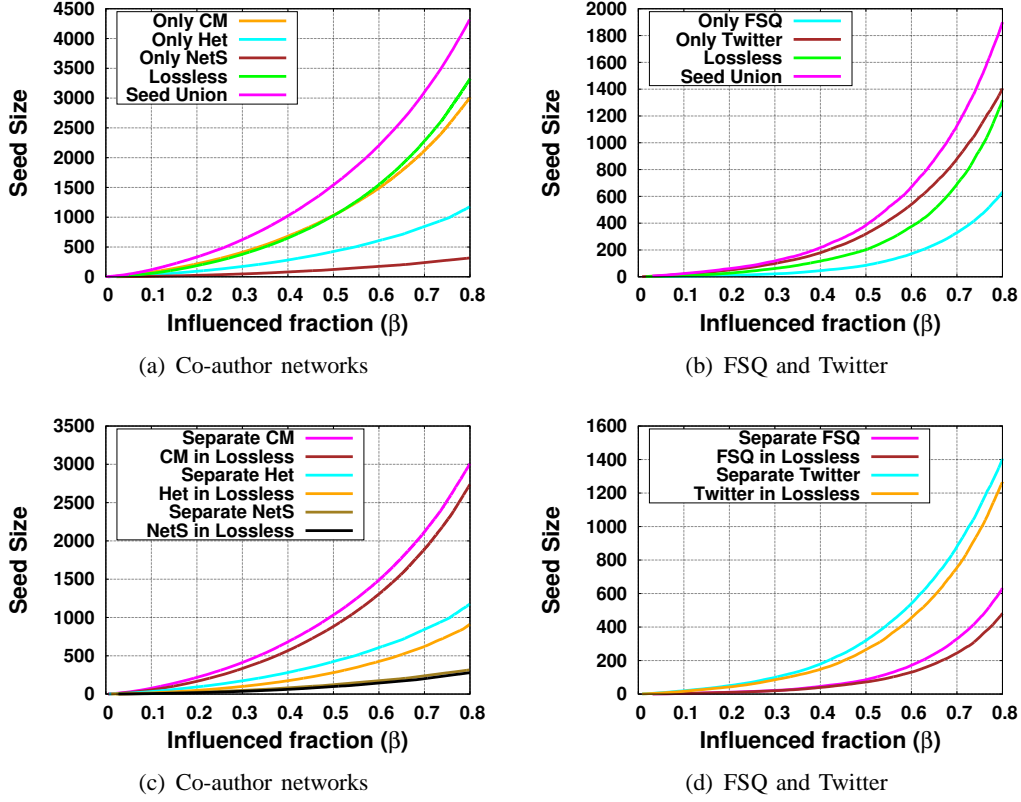 Only CM
Only Het
Only NetS
Lossless
Seed Union
Seed Size
4500
4000
3500
3000
2500
2000
1500
1000
500
0
0.1 0.2 0.3 0.4 0.5 0.6 0.7 0.8
Influenced fraction (β)
(a) Co-author networks
Only FSQ
Only Twitter
Lossless
Seed Union
Seed Size
2000
1800
1600
1400
1200
1000
800
600
400
200
0
0 0.1 0.2 0.3 0.4 0.5 0.6 0.7 0.8
Influenced fraction (β)
(b) FSQ and Twitter
Separate CM
CM in Lossless
Separate Het
Het in Lossless
Separate NetS
NetS in Lossless
Seed Size
3500
3000
2500
2000
1500
1000
500
0
0 0.1 0.2 0.3 0.4 0.5 0.6 0.7 0.8
Influenced fraction (β)
(c) Co-author networks
Separate FSQ
FSQ in Lossless
Separate Twitter
Twitter in Lossless
Seed Size
1600
1400
1200
1000
800
600
400
200
0
0 0.1 0.2 0.3 0.4 0.5 0.6 0.7 0.8
Influenced fraction (β)
(d) FSQ and Twitter